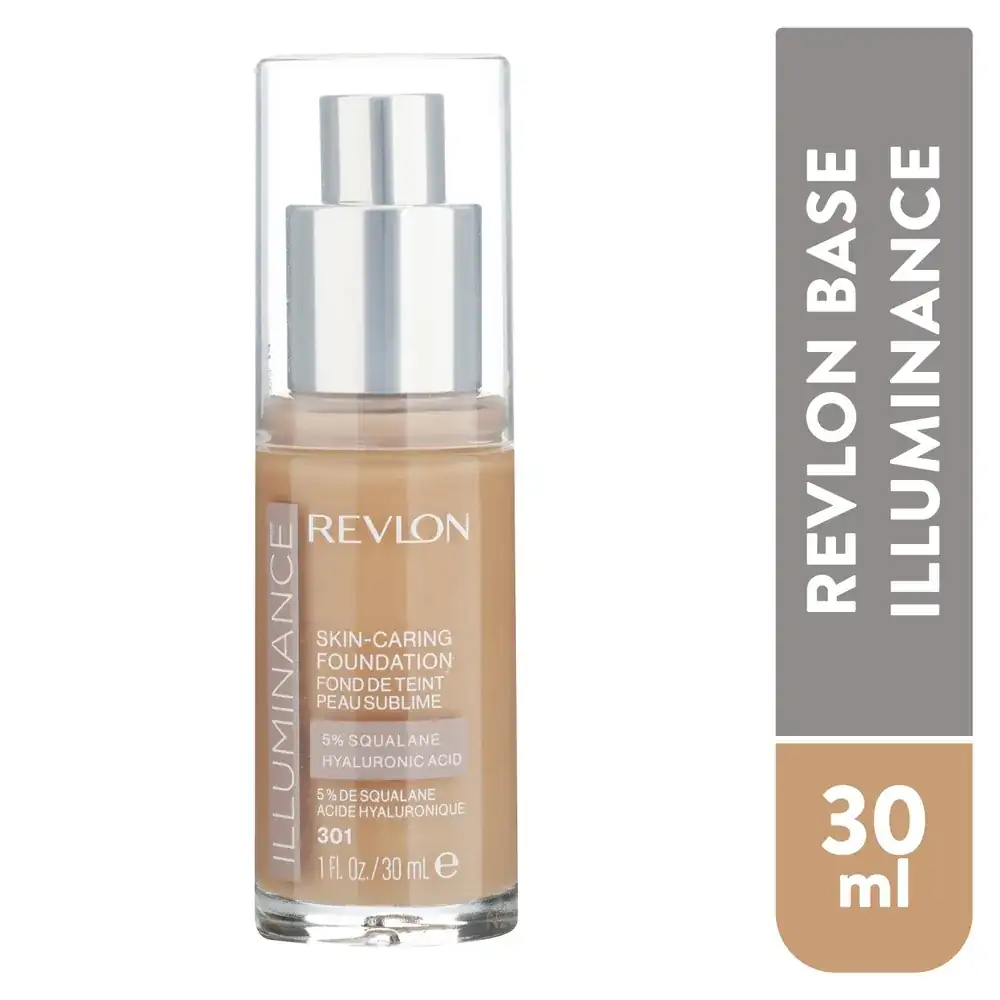 REVLON
ILLUMINANCE
SKIN-CARING
FOUNDATION
FOND DE TEINT
PEAU SUBLIME
5% SQUALANE
HYALURONIC ACID
5% DE SQUALANE
ACIDE HYALURONIQUE
301
1 Fl. Oz./30 mL e
REVLON BASE
ILLUMINANCE
30
ml